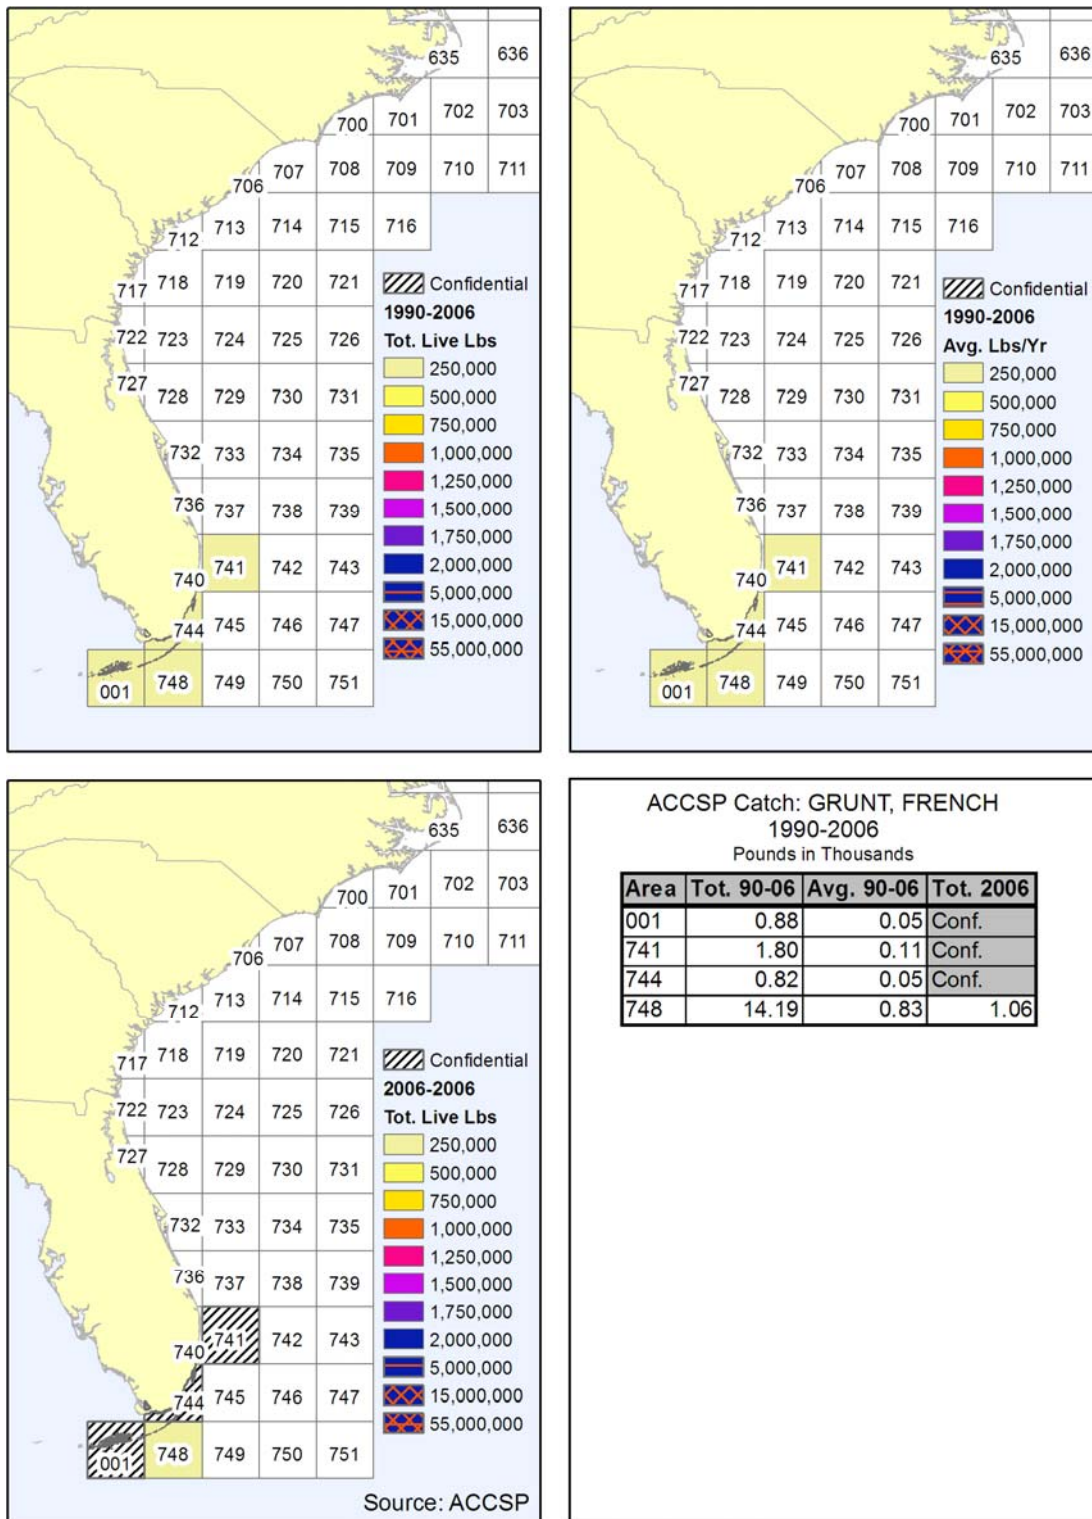 635 636
700 701 702 703
706 707 708 709 710 711
712 713 714 715 716
717 718 719 720 721
722 723 724 725 726
727 728 729 730 731
732 733 734 735
736 737 738 739
740 741 742 743
744 745 746 747
001 748 749 750 751
Confidential
1990-2006
Tot. Live Lbs
250,000
500,000
750,000
1,000,000
1,250,000
1,500,000
1,750,000
2,000,000
5,000,000
15,000,000
55,000,000
635 636
700 701 702 703
706 707 708 709 710 711
712 713 714 715 716
717 718 719 720 721
722 723 724 725 726
727 728 729 730 731
732 733 734 735
736 737 738 739
740 741 742 743
744 745 746 747
001 748 749 750 751
Confidential
1990-2006
Avg. Lbs/Yr
250,000
500,000
750,000
1,000,000
1,250,000
1,500,000
1,750,000
2,000,000
5,000,000
15,000,000
55,000,000
635 636
700 701 702 703
706 707 708 709 710 711
712 713 714 715 716
717 718 719 720 721
722 723 724 725 726
727 728 729 730 731
732 733 734 735
736 737 738 739
740 741 742 743
744 745 746 747
001 748 749 750 751
Confidential
2006-2006
Tot. Live Lbs
250,000
500,000
750,000
1,000,000
1,250,000
1,500,000
1,750,000
2,000,000
5,000,000
15,000,000
55,000,000
Source: ACCSP
ACCSP Catch: GRUNT, FRENCH
1990-2006
Pounds in Thousands
Area Tot. 90-06 Avg. 90-06 Tot. 2006
001 0.88 0.05 Conf.
741 1.80 0.11 Conf.
744 0.82 0.05 Conf.
748 14.19 0.83 1.06